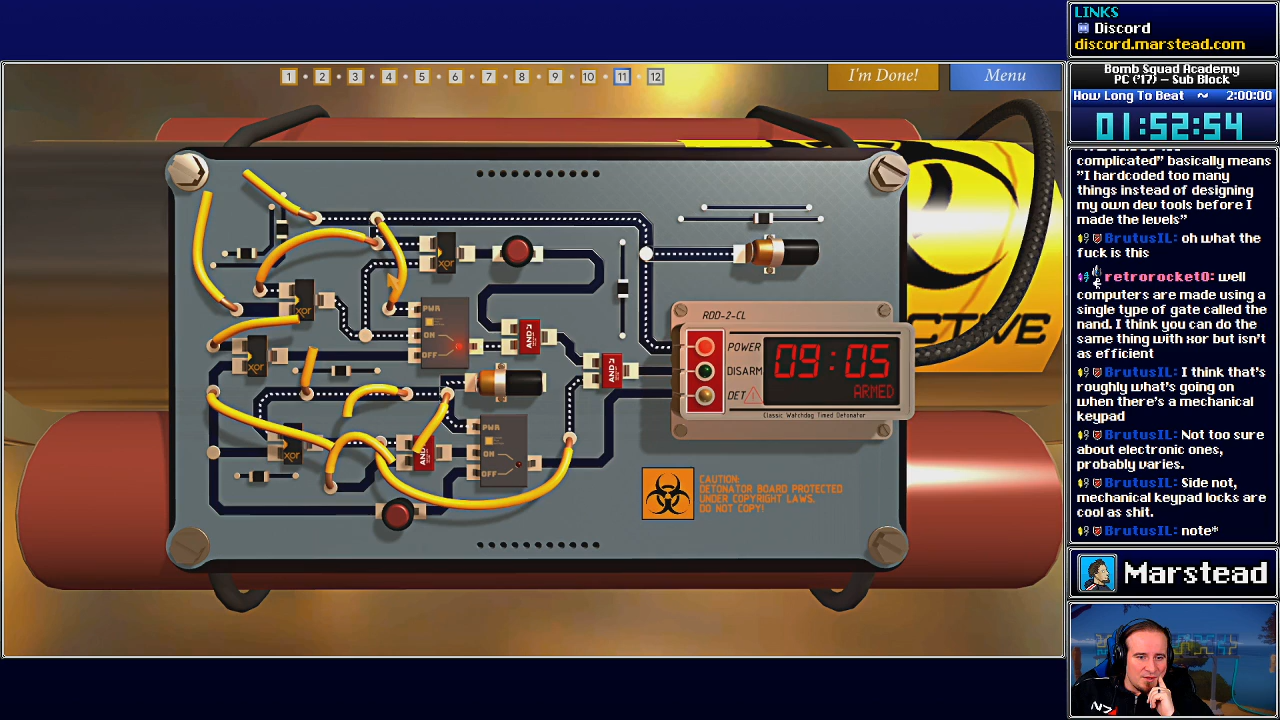 LINKS
Discord
discord.marstead.com
Bomb Squad Academy
PC ('17) – Sub Block
How Long To Beat ~ 2:00:00
01:52:54
1 2 3 4 5 6 7 8 9 10 11 12
I'm Done!
Menu
complicated" basically means
"I hardcoded too many
things instead of designing
my own dev tools before I
made the levels"
BrutusIL: oh what the
fuck is this
retrorocket0: well
computers are made using a
single type of gate called the
nand. I think you can do the
same thing with xor but isn't
as efficient
BrutusIL: I think that's
roughly what's going on
when there's a mechanical
keypad
BrutusIL: Not too sure
about electronic ones,
probably varies.
BrutusIL: Side not,
mechanical keypad locks are
cool as shit.
BrutusIL: note*
Marstead
xor
xor
xor
xor
PWR
ON
OFF
AND
AND
AND
PWR
ON
OFF
RDD-2-CL
POWER
DISARM
DET
09:05
ARMED
Classic Watchdog Timed Detonator
CTIVE
CAUTION:
DETONATOR BOARD PROTECTED
UNDER COPYRIGHT LAWS.
DO NOT COPY!